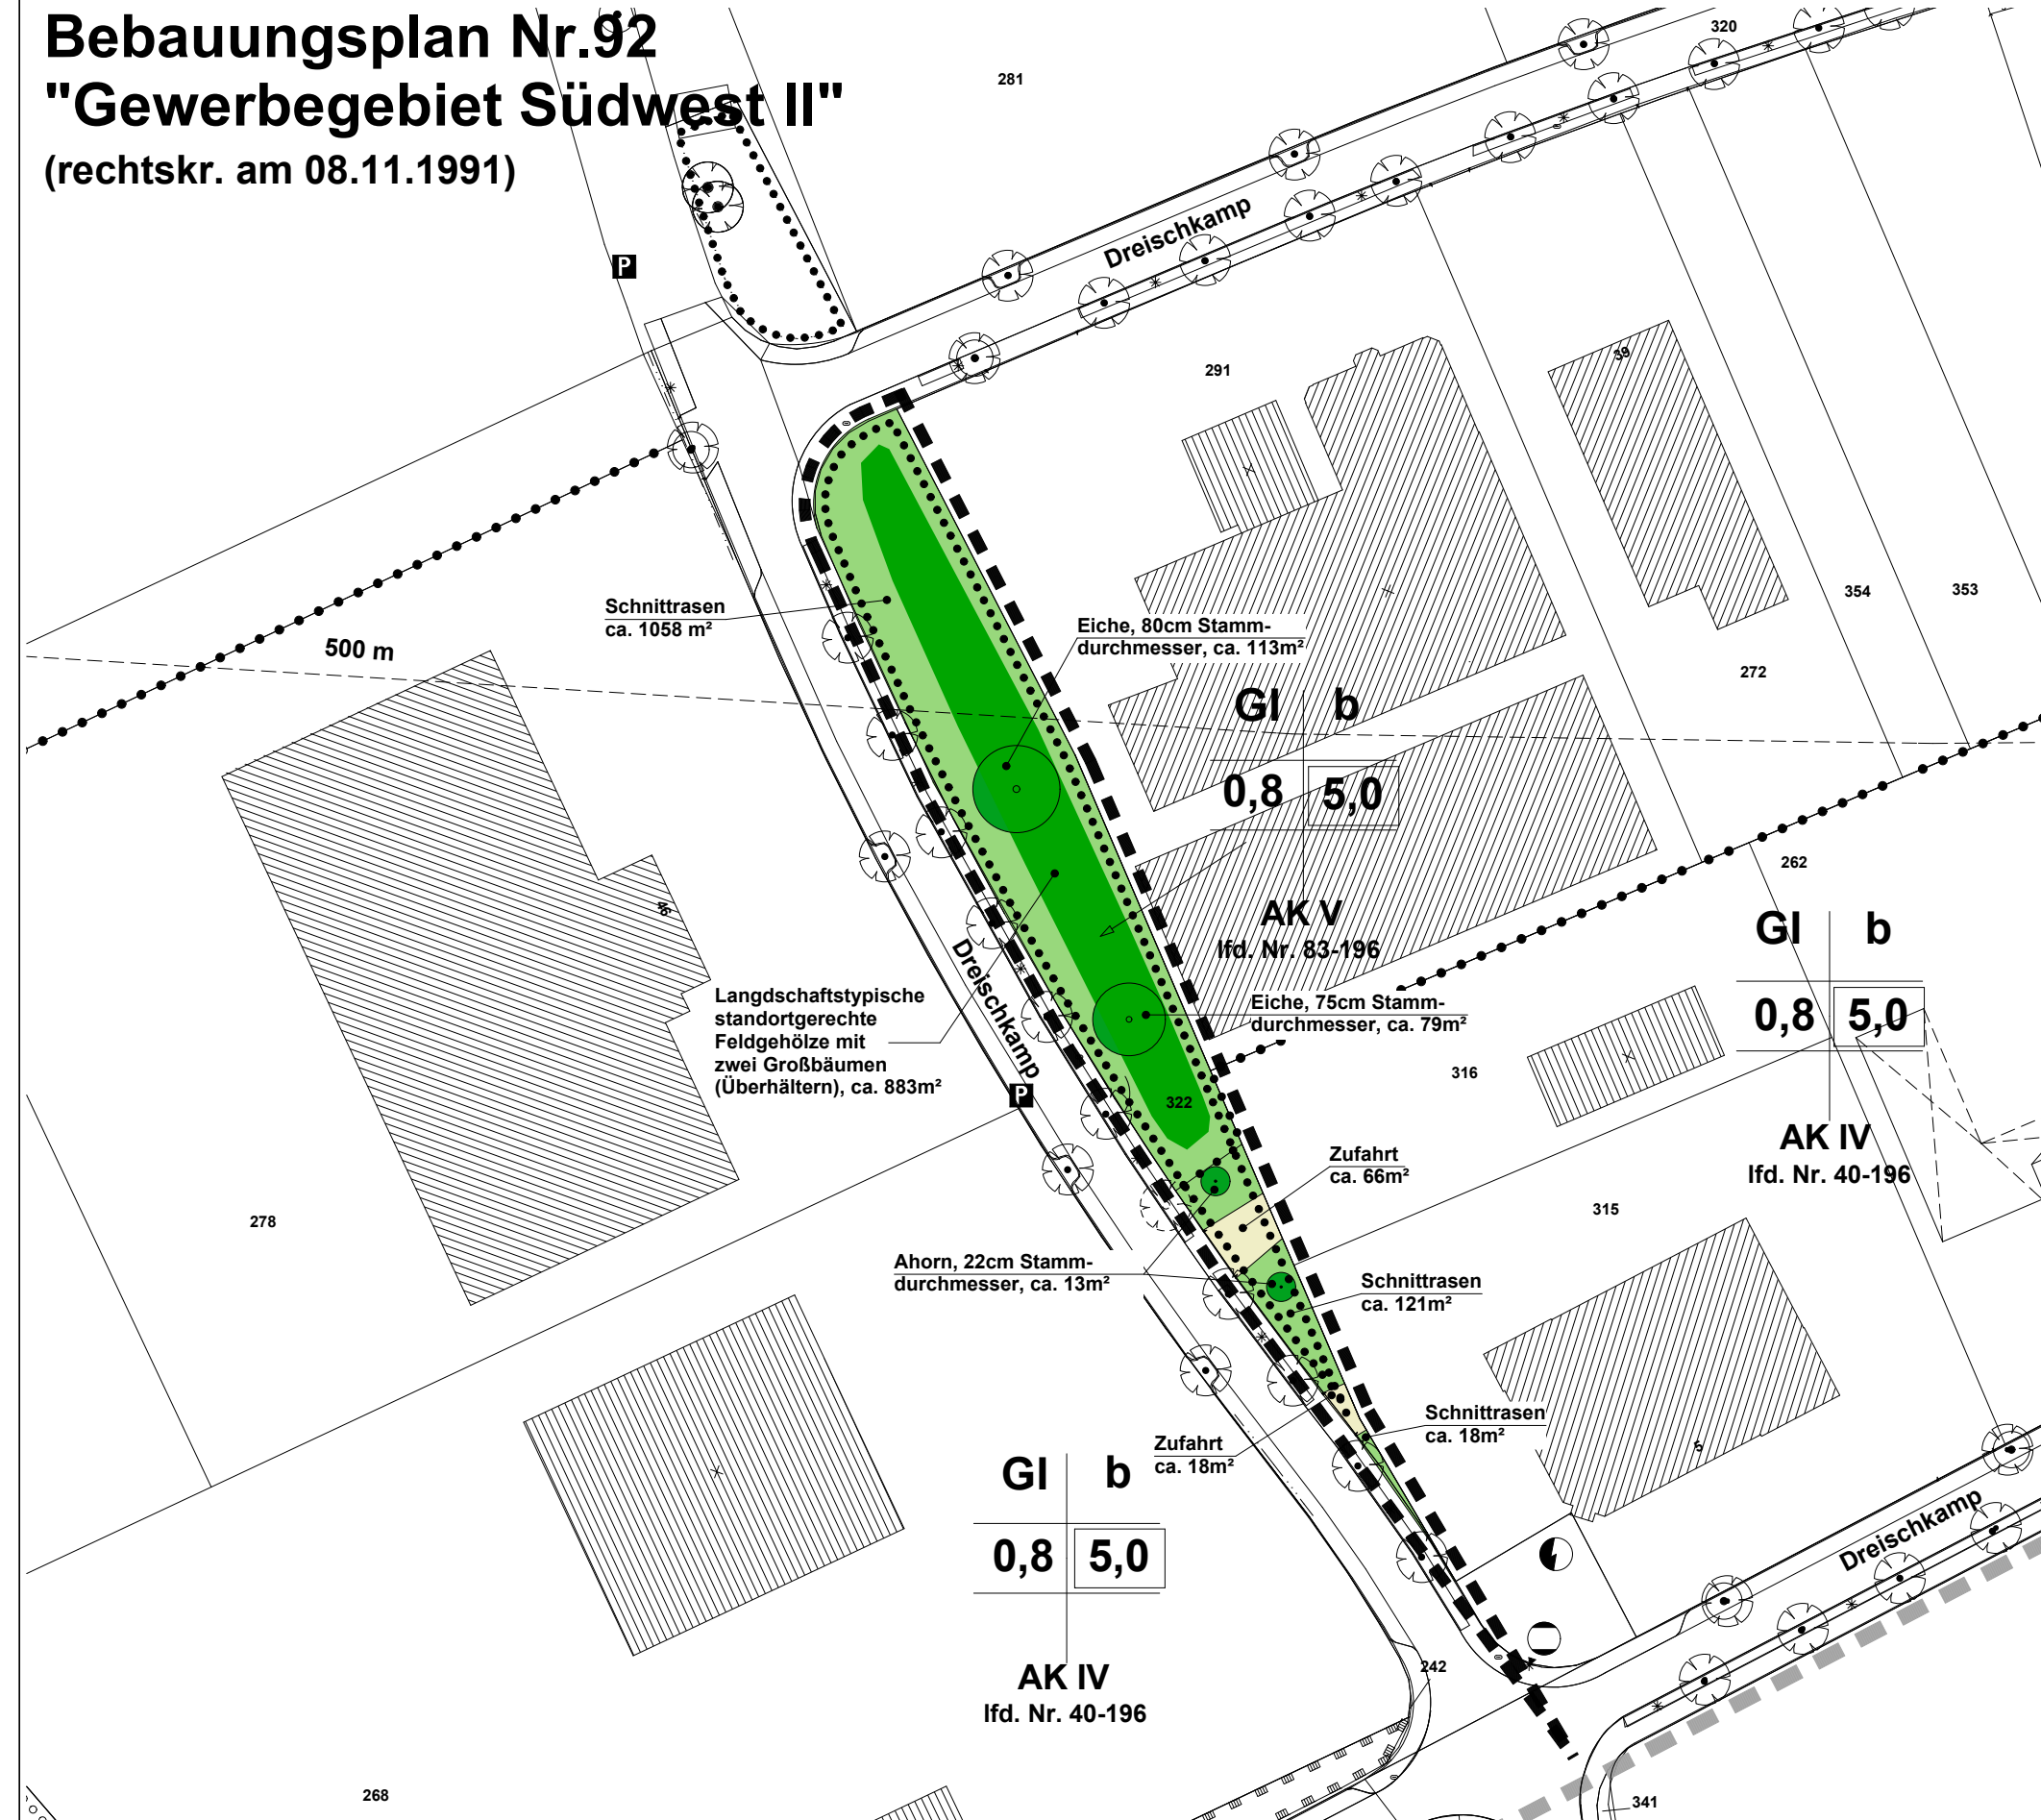 Bebauungsplan Nr.92
"Gewerbegebiet Südwest II"
(rechtskr. am 08.11.1991)
281
320
Dreischkamp
P
291
39
354
353
272
Schnittrasen
ca. 1058 m²
500 m
Eiche, 80cm Stamm-
durchmesser, ca. 113m²
GI b
0,8 5,0
AK V
lfd. Nr. 83-196
262
GI b
0,8 5,0
AK IV
lfd. Nr. 40-196
46
Dreischkamp
Langdschaftstypische
standortgerechte
Feldgehölze mit
zwei Großbäumen
(Überhältern), ca. 883m²
Eiche, 75cm Stamm-
durchmesser, ca. 79m²
P
322
316
Zufahrt
ca. 66m²
315
278
Ahorn, 22cm Stamm-
durchmesser, ca. 13m²
Schnittrasen
ca. 121m²
Schnittrasen
ca. 18m²
Zufahrt
ca. 18m²
5
GI b
0,8 5,0
AK IV
lfd. Nr. 40-196
Dreischkamp
242
268
341